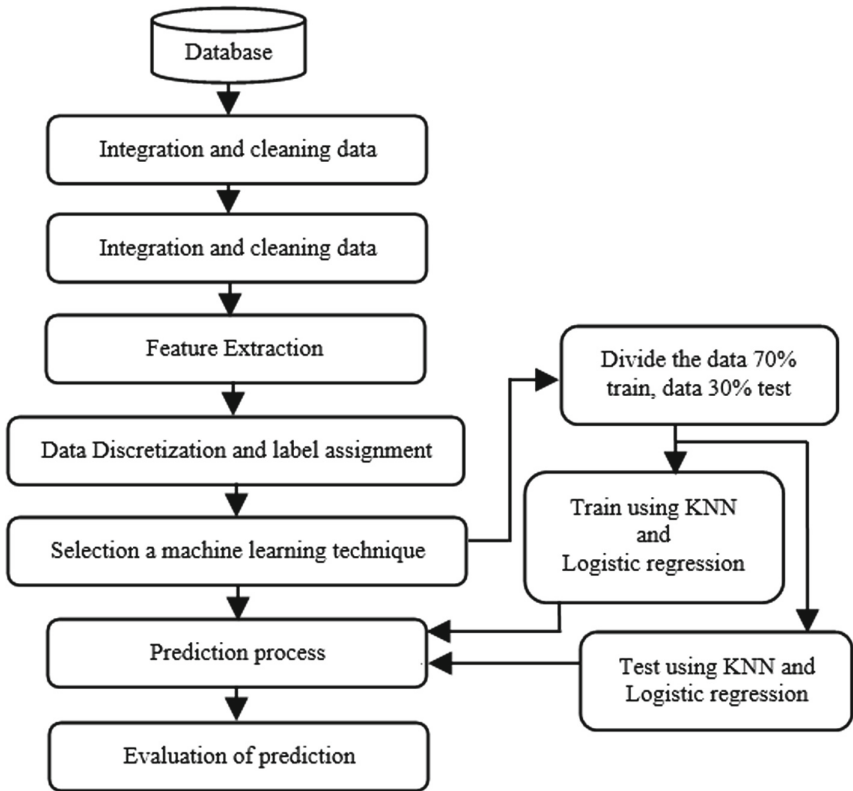 Database
Integration and cleaning data
Integration and cleaning data
Feature Extraction
Data Discretization and label assignment
Selection a machine learning technique
Divide the data 70%
train, data 30% test
Train using KNN
and
Logistic regression
Test using KNN and
Logistic regression
Prediction process
Evaluation of prediction